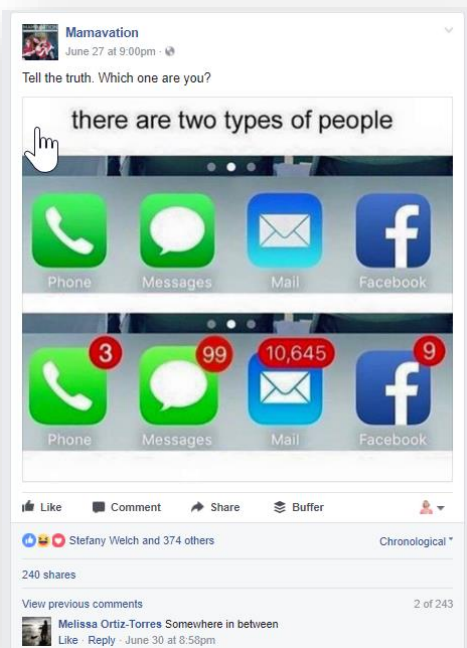 Mamavation
June 27 at 9:00pm ·
Tell the truth. Which one are you?
there are two types of people
Phone Messages Mail Facebook
3 99 10,645 9
Phone Messages Mail Facebook
Like Comment Share Buffer
Stefany Welch and 374 others Chronological
240 shares
View previous comments 2 of 243
Melissa Ortiz-Torres Somewhere in between
Like · Reply · June 30 at 8:58pm